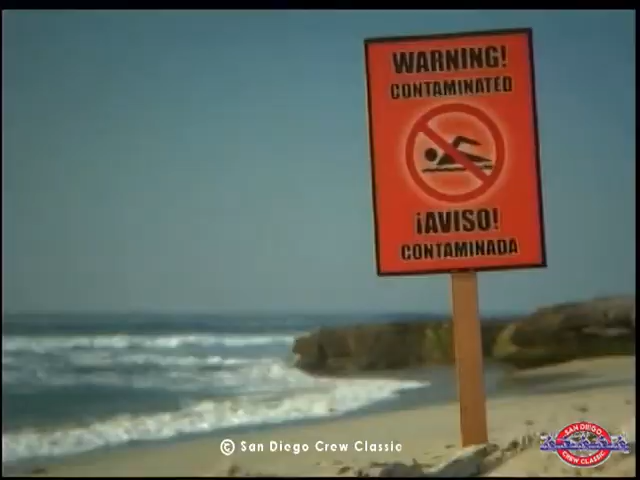 WARNING!
CONTAMINATED
¡AVISO!
CONTAMINADA
© San Diego Crew Classic
SAN DIEGO
CREW CLASSIC